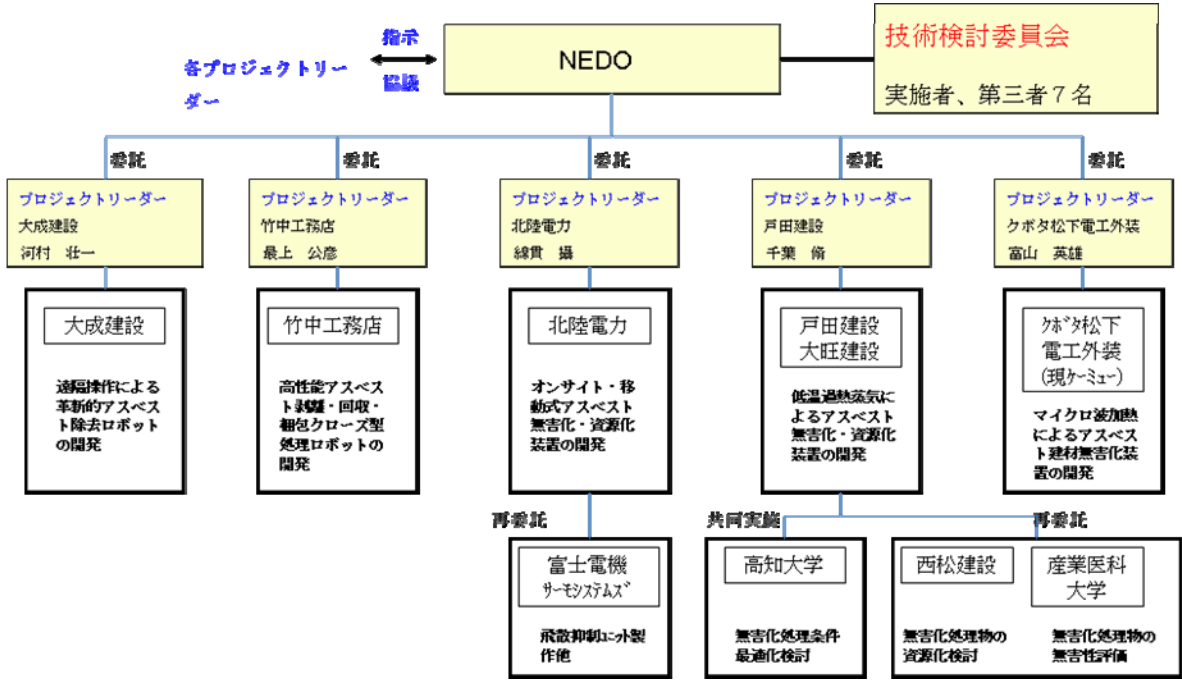 指示
各プロジェクトリー
ダー
協議
NEDO
技術検討委員会
実施者、第三者7名
委託
委託
委託
委託
委託
プロジェクトリーダー
大成建設
河村 壮一
プロジェクトリーダー
竹中工務店
最上 公彦
プロジェクトリーダー
北陸電力
綿貫 攝
プロジェクトリーダー
戸田建設
千葉 脩
プロジェクトリーダー
クボタ松下電工外装
富山 英雄
大成建設
遠隔操作による
革新的アスベス
ト除去ロボット
の開発
竹中工務店
高性能アスベス
ト剥離・回収・
梱包クローズ型
処理ロボットの
開発
北陸電力
オンサイト・移
動式アスベスト
無害化・資源化
装置の開発
戸田建設
大旺建設
低温過熱蒸気に
よるアスベスト
無害化・資源化
装置の開発
クボタ松下
電工外装
(現ケーミュー)
マイクロ波加熱
によるアスベス
ト建材無害化装
置の開発
再委託
富士電機
サーモシステムズ
飛散抑制ユニット製
作他
共同実施
高知大学
無害化処理条件
最適化検討
再委託
西松建設
無害化処理物の
資源化検討
産業医科
大学
無害化処理物の
無害性評価